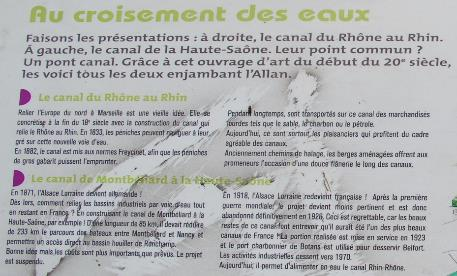 Au croisement des eaux
Faisons les présentations : à droite, le canal du Rhône au Rhin.
À gauche, le canal de la Haute-Saône. Leur point commun ?
Un pont canal. Grâce à cet ouvrage d'art du début du 20e siècle,
les voici tous les deux enjambant l'Allan.
Le canal du Rhône au Rhin
Relier l'Europe du nord à Marseille est une vieille idée. Elle se
concrétise à la fin du 18e siècle avec la construction du canal qui
relie le Rhône au Rhin. En 1833, les péniches peuvent naviguer à leur
gré sur cette nouvelle voie d'eau.
En 1882, le canal est mis aux normes Freycinet, afin que les péniches
de gros gabarit puissent l'emprunter.
Pendant longtemps, sont transportés sur ce canal des marchandises
lourdes tels que le sable, le charbon ou le pétrole.
Aujourd'hui, ce sont surtout les plaisanciers qui profitent du cadre
agréable des canaux.
Anciennement chemins de halage, les berges aménagées offrent aux
promeneurs l'occasion d'une douce flânerie le long des canaux.
Le canal de Montbéliard à la Haute-Saône
En 1871, l'Alsace Lorraine devient allemande !
Dès lors, comment relier les bassins industriels par voie d'eau tout
en restant en France ? En construisant le canal de Montbéliard à la
Haute-Saône, par exemple ! D'une longueur de 85 km, il devait réduire
de 233 km le parcours des bateaux entre Montbéliard et Nancy et
permettre un accès direct au bassin houiller de Ronchamp.
Bonne idée mais les coûts sont plus importants que prévus. Le projet
est suspendu.
En 1918, l'Alsace Lorraine redevient française ! Après la première
guerre mondiale, le projet devient moins pertinent et est donc
abandonné définitivement en 1926. Ceci est regrettable, car les beaux
restes de ce canal font entrevoir qu'il aurait été l'un des plus beaux
canaux de France ! La portion réalisée est mise en service en 1923
et le port charbonnier de Botans est utilisé pour desservir Belfort.
Les activités industrielles cessent vers 1970.
Aujourd'hui, il permet d'alimenter en eau le canal Rhin-Rhône.